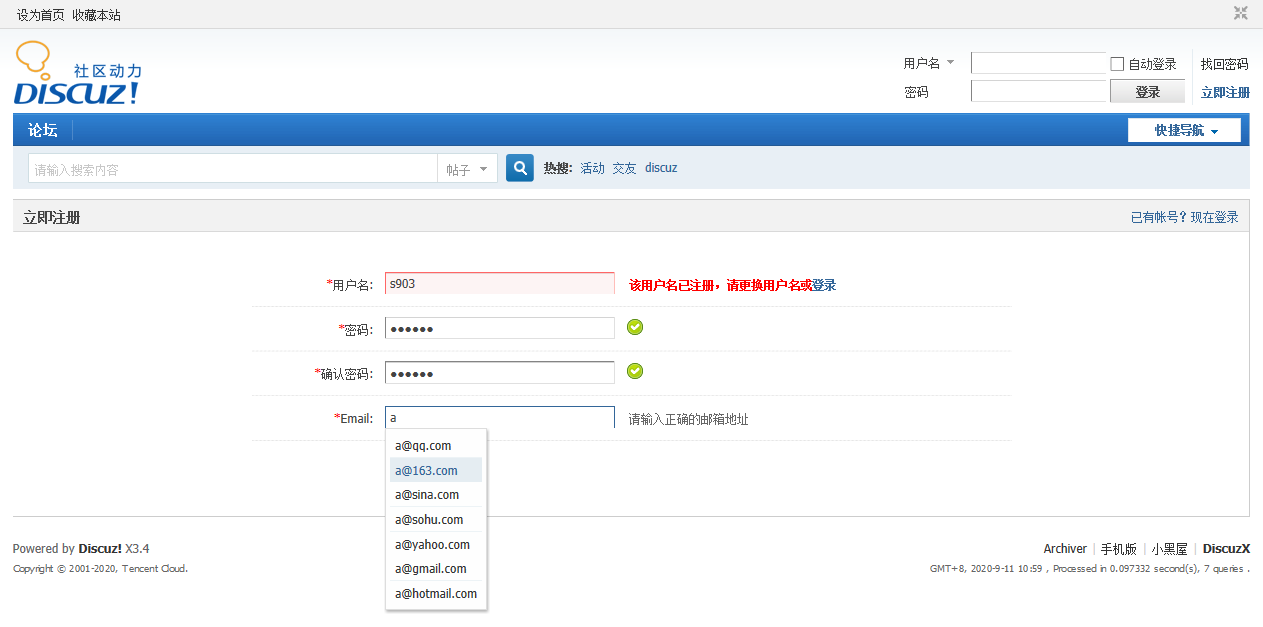 设为首页 收藏本站
社区动力
DISCUZ!
用户名
自动登录
找回密码
密码
登录
立即注册
论坛
快捷导航
请输入搜索内容
帖子
热搜: 活动 交友 discuz
立即注册
已有帐号？现在登录
*用户名:
s903
该用户名已注册，请更换用户名或登录
*密码:
●●●●●●
*确认密码:
●●●●●●
*Email:
a
请输入正确的邮箱地址
a@qq.com
a@163.com
a@sina.com
a@sohu.com
a@yahoo.com
a@gmail.com
a@hotmail.com
Powered by Discuz! X3.4
Archiver | 手机版 | 小黑屋 | DiscuzX
Copyright © 2001-2020, Tencent Cloud.
GMT+8, 2020-9-11 10:59 , Processed in 0.097332 second(s), 7 queries .